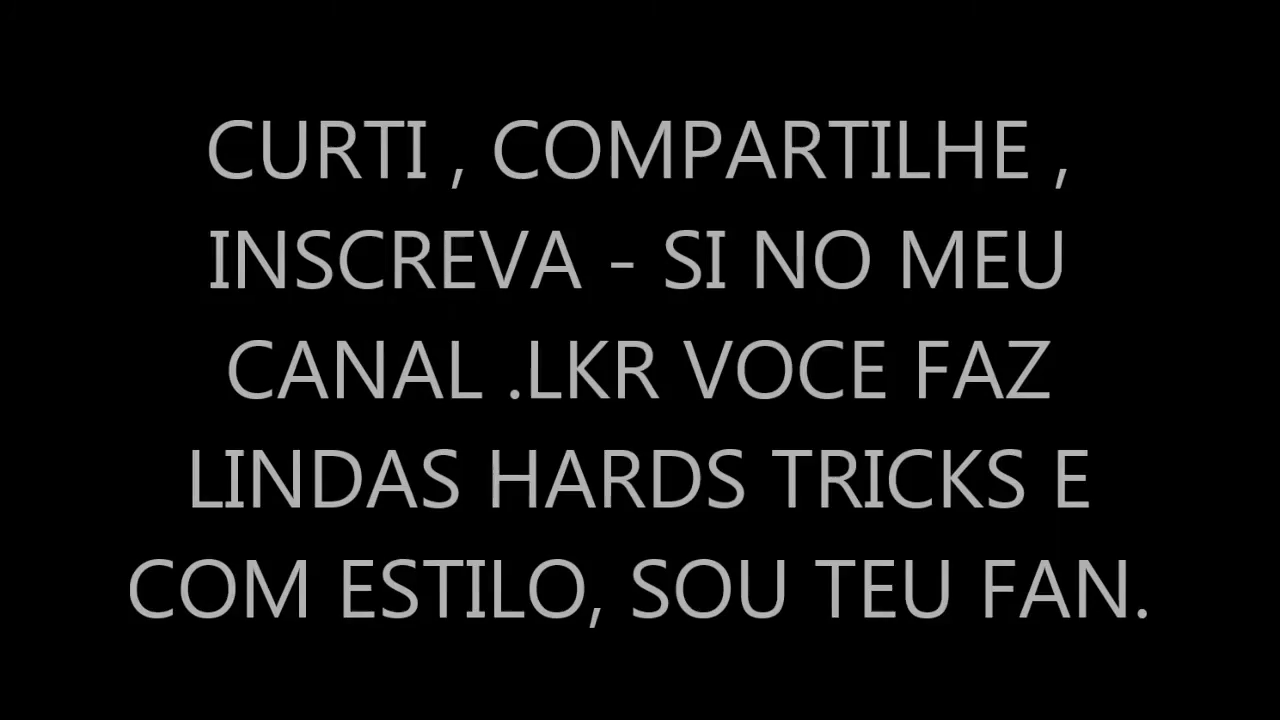 CURTI , COMPARTILHE ,
INSCREVA - SI NO MEU
CANAL .LKR VOCE FAZ
LINDAS HARDS TRICKS E
COM ESTILO, SOU TEU FAN.